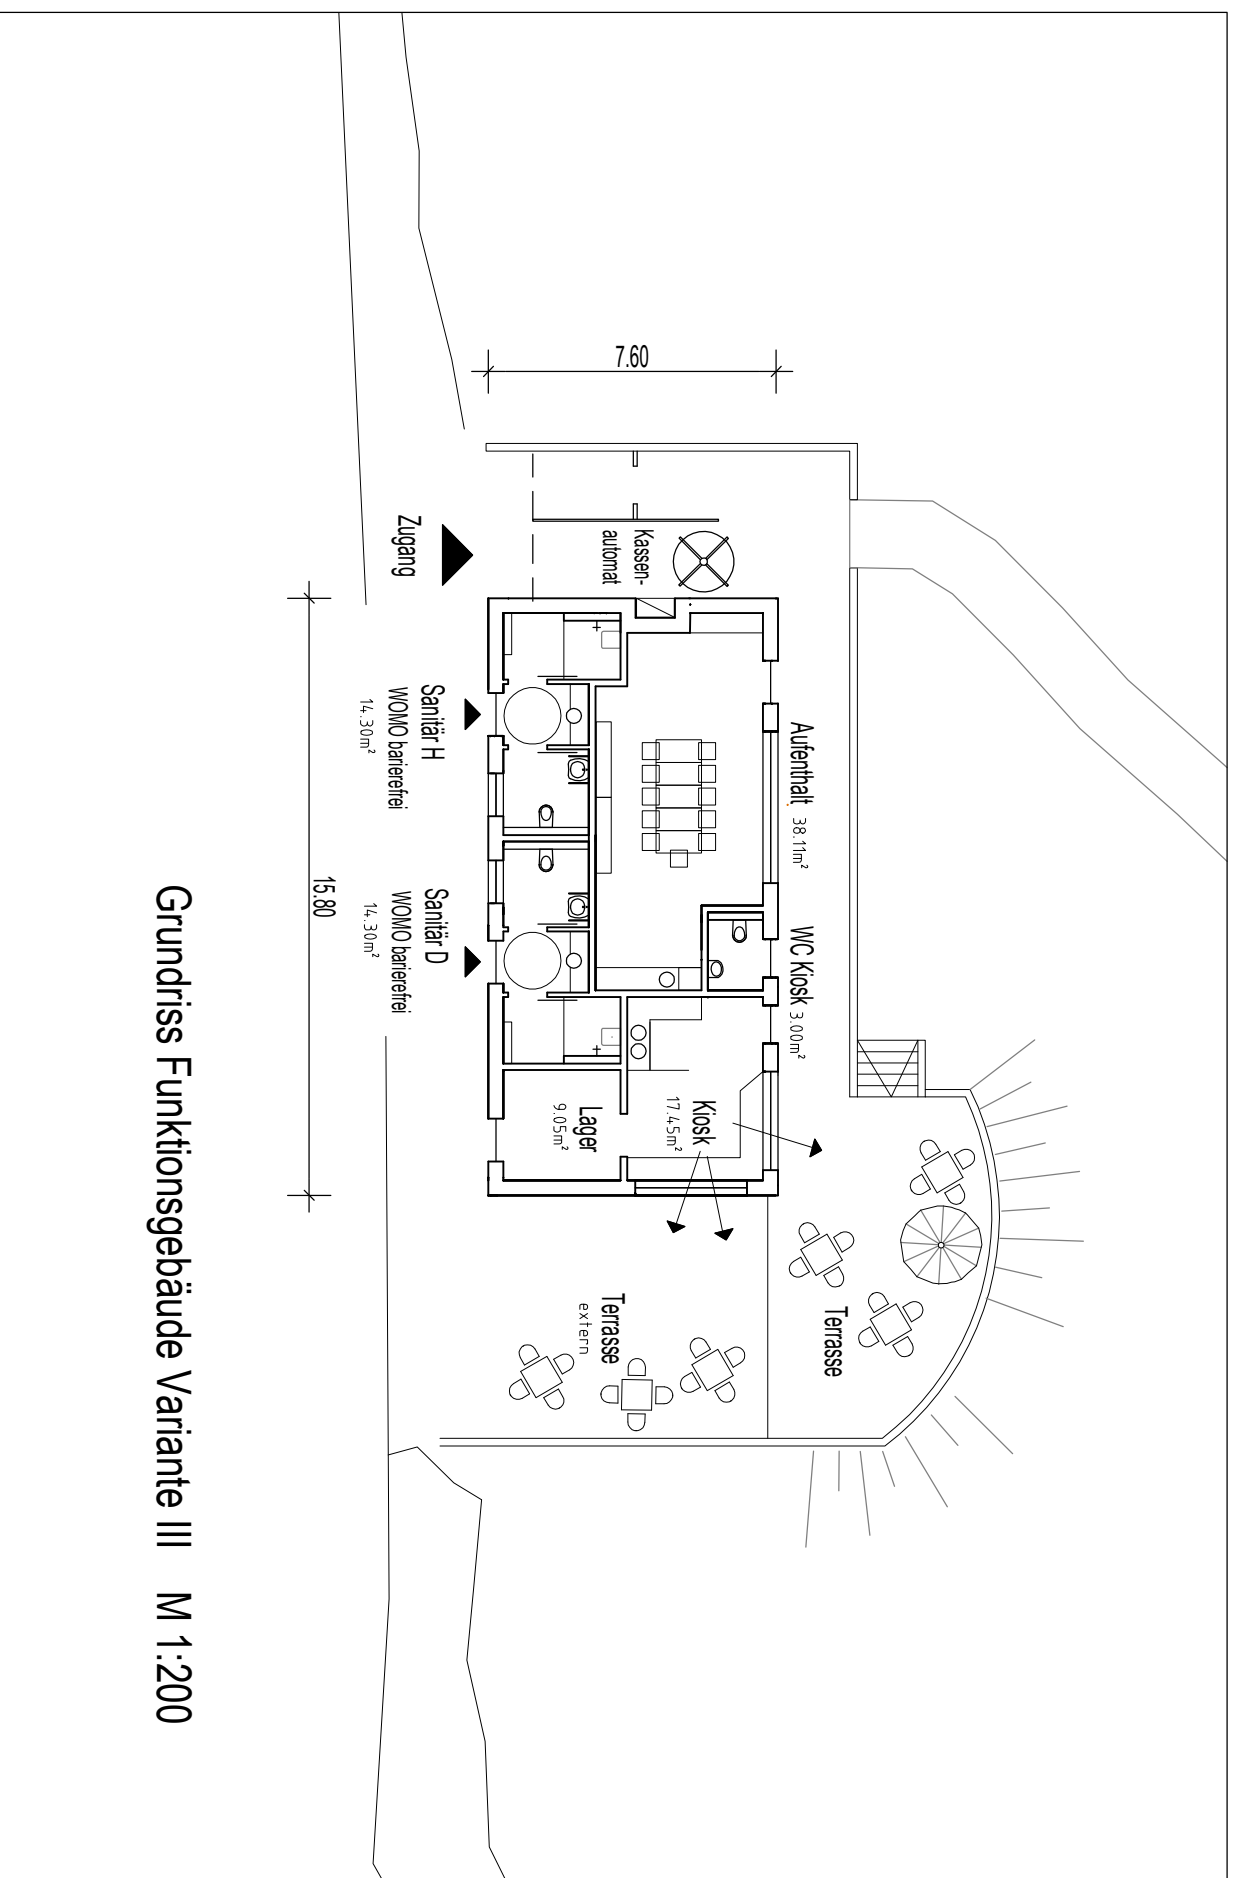 7.60
Kassen-
automat
Zugang
Aufenthalt 38.11m²
WC Kiosk 3.00m²
Sanitär H
WOMO barierefrei
14.30m²
Sanitär D
WOMO barierefrei
14.30m²
Lager
9.05m²
Kiosk
17.45m²
Terrasse
extern
Terrasse
15.80
Grundriss Funktionsgebäude Variante III M 1:200